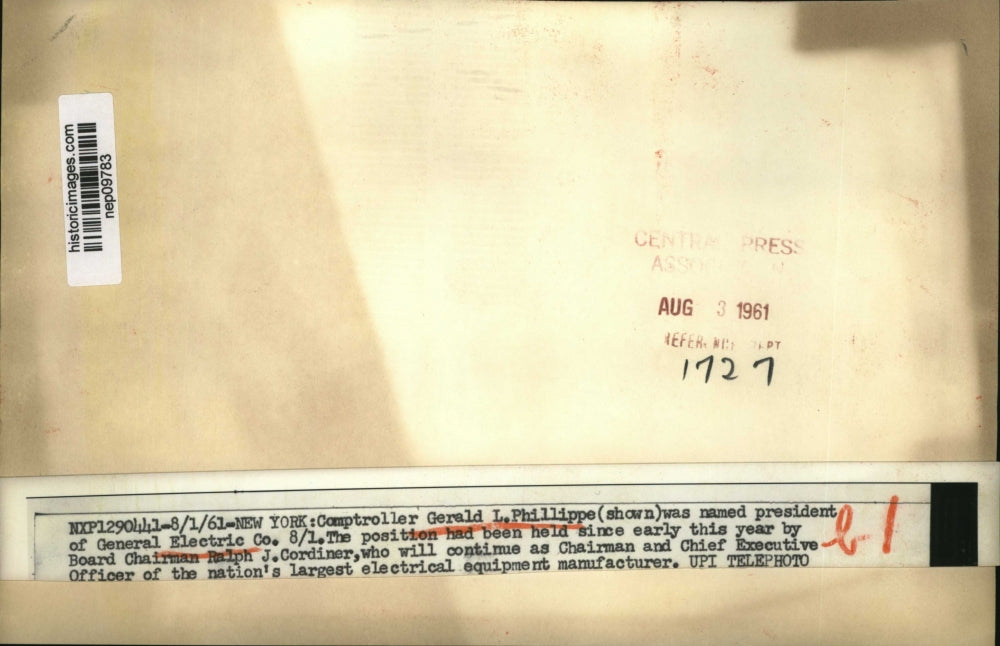 historicimages.com
nep09783
CENTRAL PRESS
ASSOCIATION
AUG 3 1961
REFERENCE DEPT
1727
NXP1290441-8/1/61-NEW YORK:Comptroller Gerald L.Phillippe(shown)was named president
of General Electric Co. 8/1.The position had been held since early this year by
Board Chairman Ralph J.Cordiner,who will continue as Chairman and Chief Executive
Officer of the nation's largest electrical equipment manufacturer. UPI TELEPHOTO